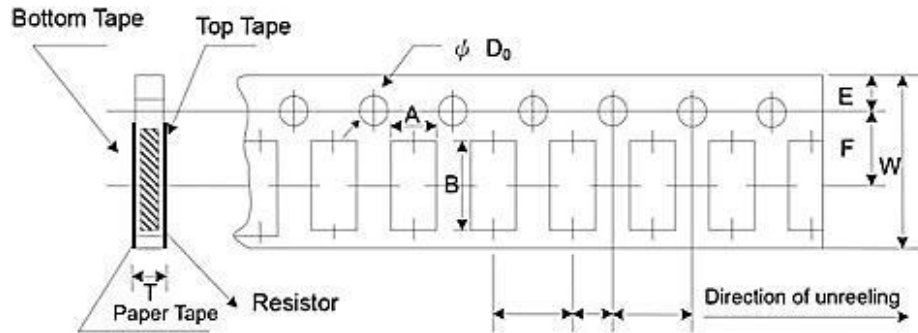 Bottom Tape
Top Tape
ψ D₀
E
A
F
W
B
T
Paper Tape
Resistor
Direction of unreeling